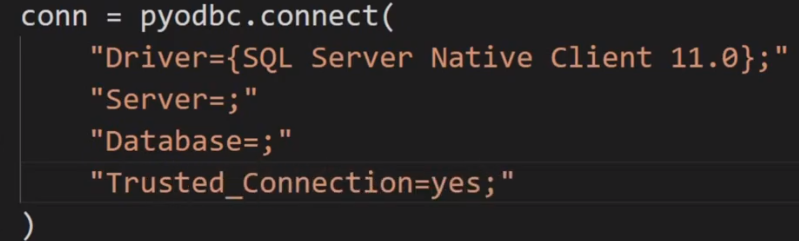 conn = pyodbc.connect(
    "Driver={SQL Server Native Client 11.0};"
    "Server=;"
    "Database=;"
    "Trusted_Connection=yes;"
)